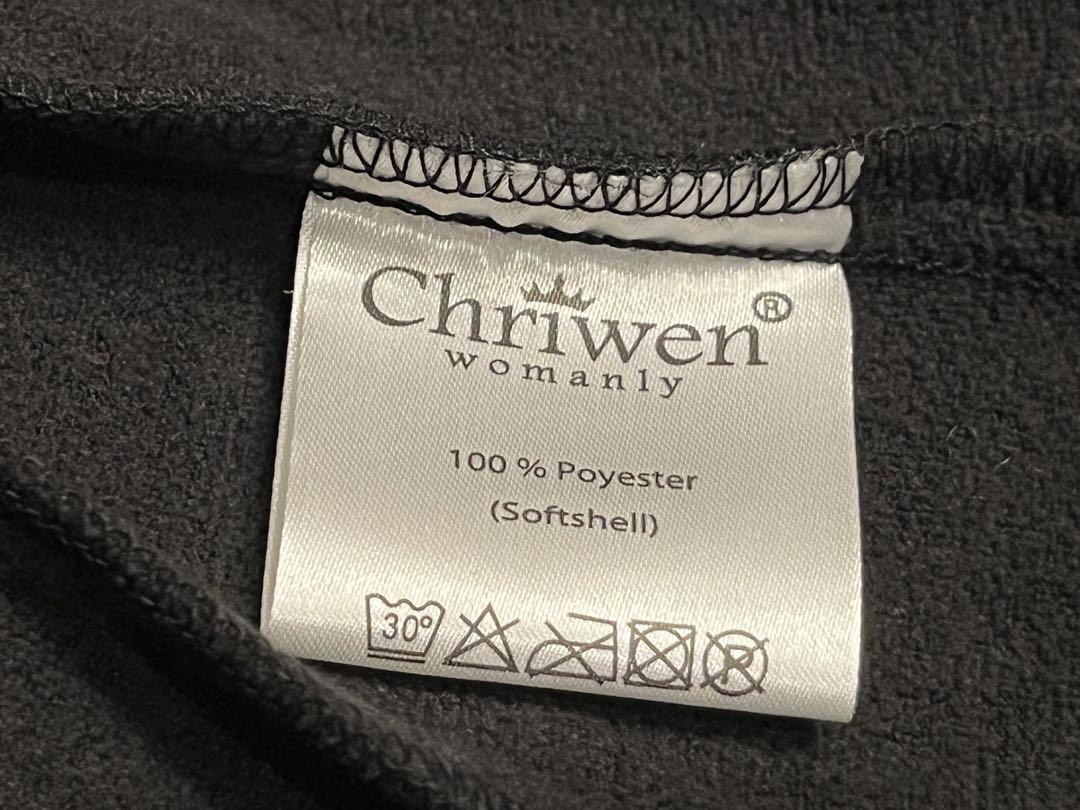 Chriwen®
womanly
100 % Poyester
(Softshell)
30° P